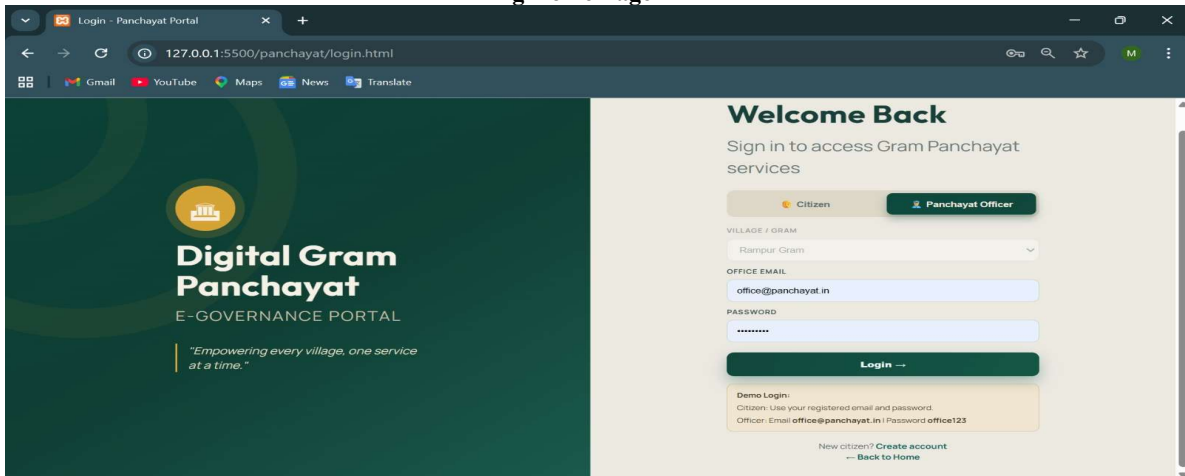 Login - Panchayat Portal
127.0.0.1:5500/panchayat/login.html
M
Gmail
YouTube
Maps
News
Translate
Digital Gram
Panchayat
E-GOVERNANCE PORTAL
"Empowering every village, one service
at a time."
Welcome Back
Sign in to access Gram Panchayat
services
Citizen
Panchayat Officer
VILLAGE / GRAM
Rampur Gram
OFFICE EMAIL
office@panchayat.in
PASSWORD
•••••••••
Login →
Demo Login:
Citizen: Use your registered email and password.
Officer: Email office@panchayat.in | Password office123
New citizen? Create account
← Back to Home